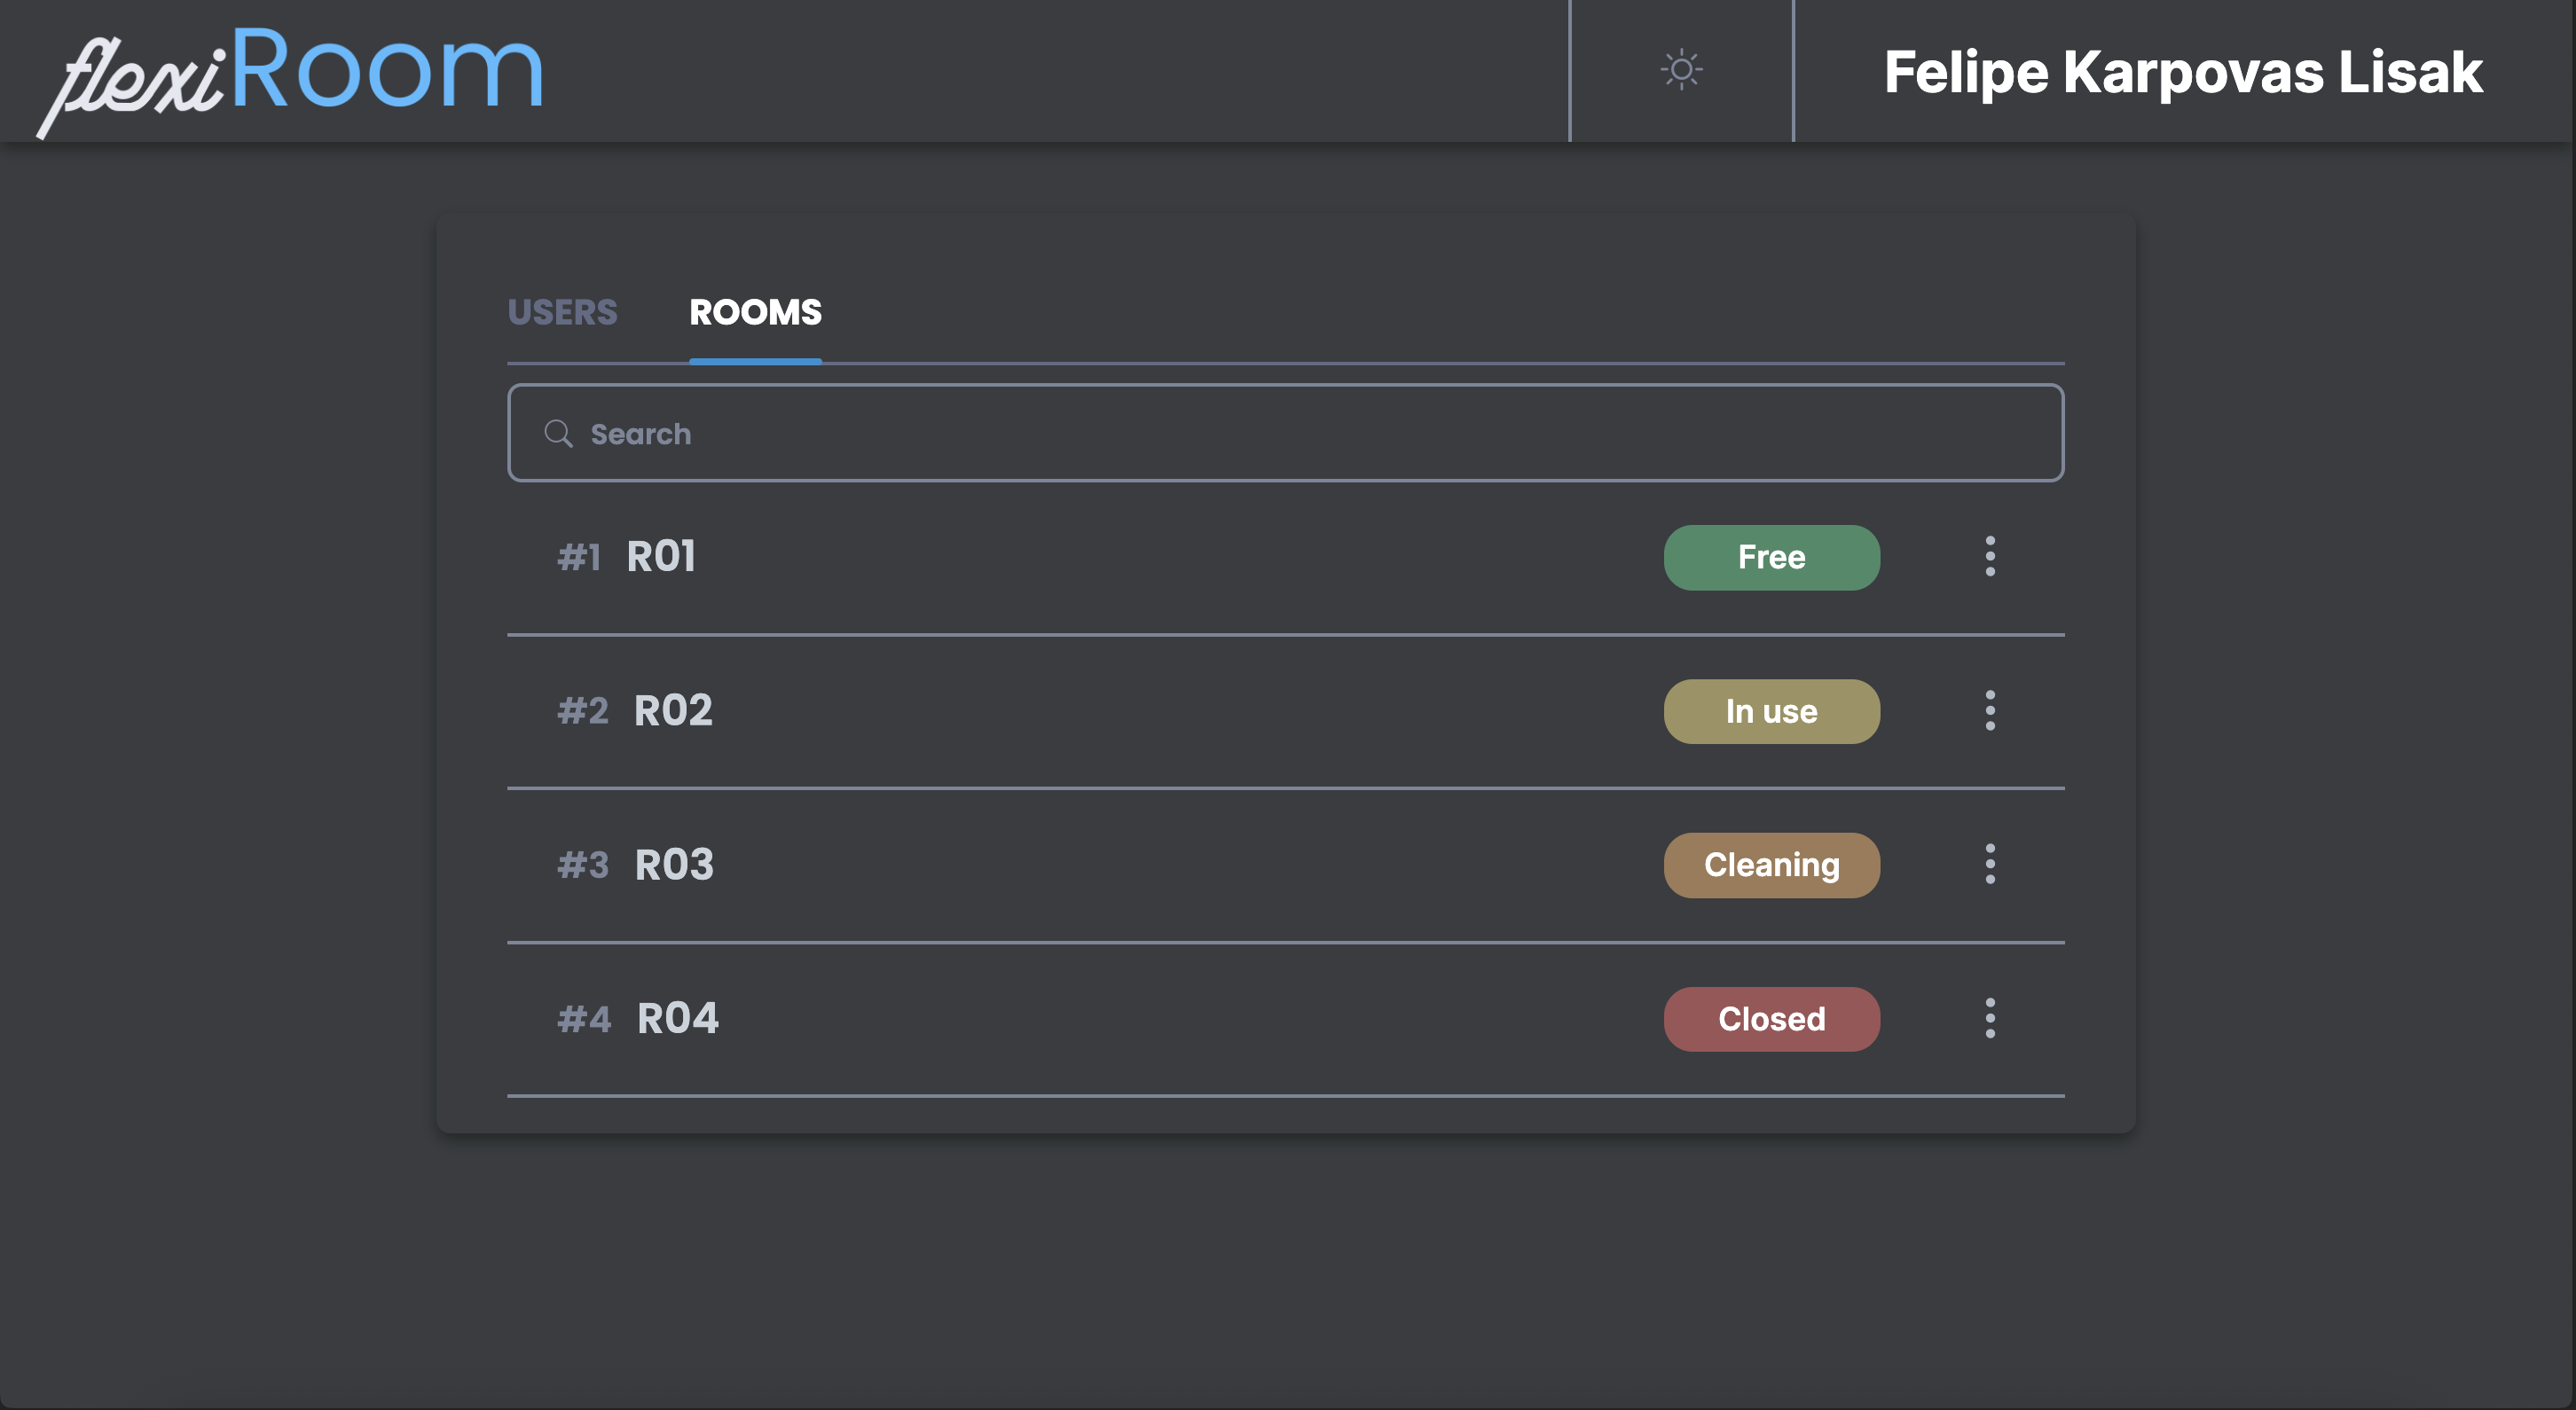 flexiRoom
Felipe Karpovas Lisak
USERS ROOMS
Search
#1 R01 Free
#2 R02 In use
#3 R03 Cleaning
#4 R04 Closed